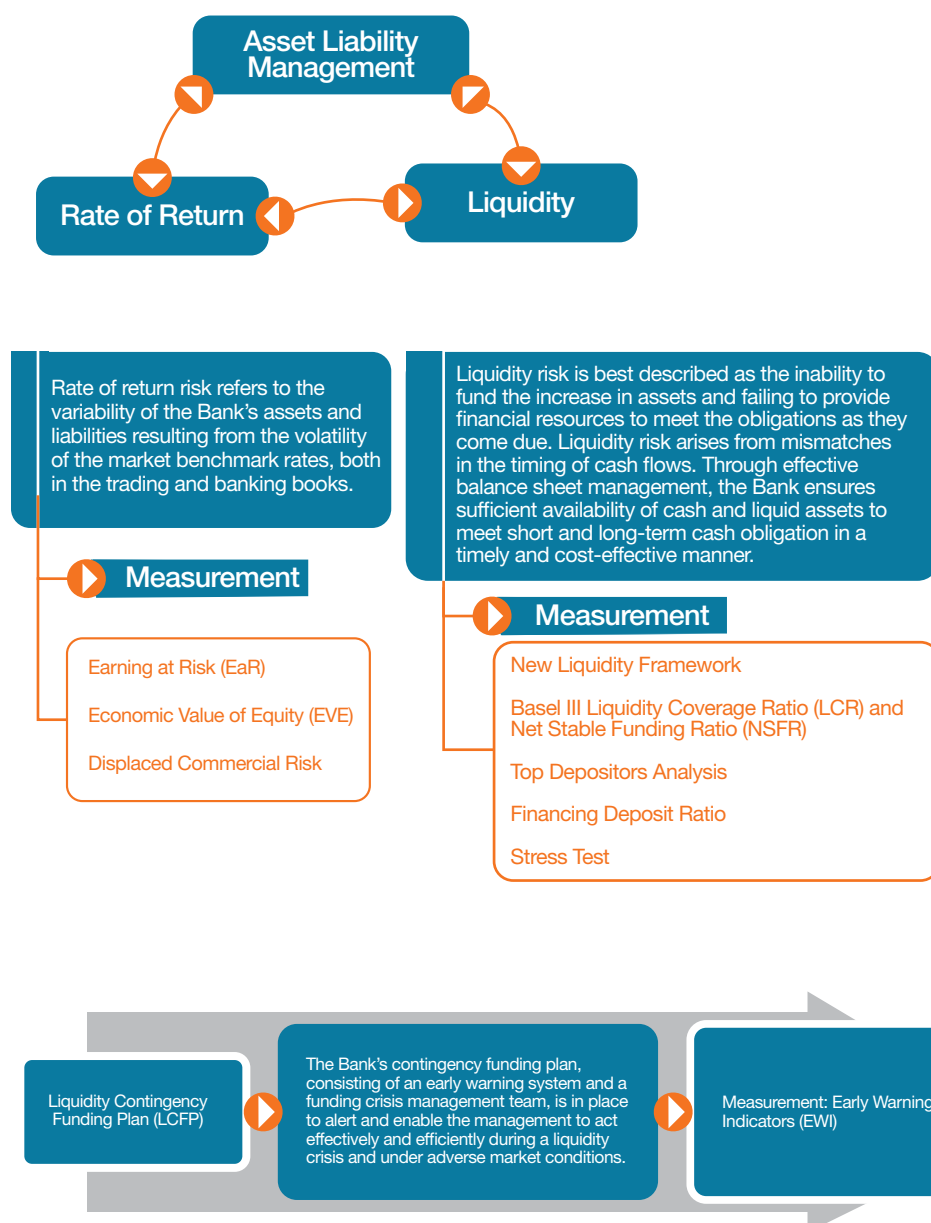 Asset Liability
Management
Rate of Return
Liquidity
Rate of return risk refers to the
variability of the Bank's assets and
liabilities resulting from the volatility
of the market benchmark rates, both
in the trading and banking books.
Measurement
Earning at Risk (EaR)
Economic Value of Equity (EVE)
Displaced Commercial Risk
Liquidity risk is best described as the inability to
fund the increase in assets and failing to provide
financial resources to meet the obligations as they
come due. Liquidity risk arises from mismatches
in the timing of cash flows. Through effective
balance sheet management, the Bank ensures
sufficient availability of cash and liquid assets to
meet short and long-term cash obligation in a
timely and cost-effective manner.
Measurement
New Liquidity Framework
Basel III Liquidity Coverage Ratio (LCR) and
Net Stable Funding Ratio (NSFR)
Top Depositors Analysis
Financing Deposit Ratio
Stress Test
Liquidity Contingency
Funding Plan (LCFP)
The Bank's contingency funding plan,
consisting of an early warning system and a
funding crisis management team, is in place
to alert and enable the management to act
effectively and efficiently during a liquidity
crisis and under adverse market conditions.
Measurement: Early Warning
Indicators (EWI)